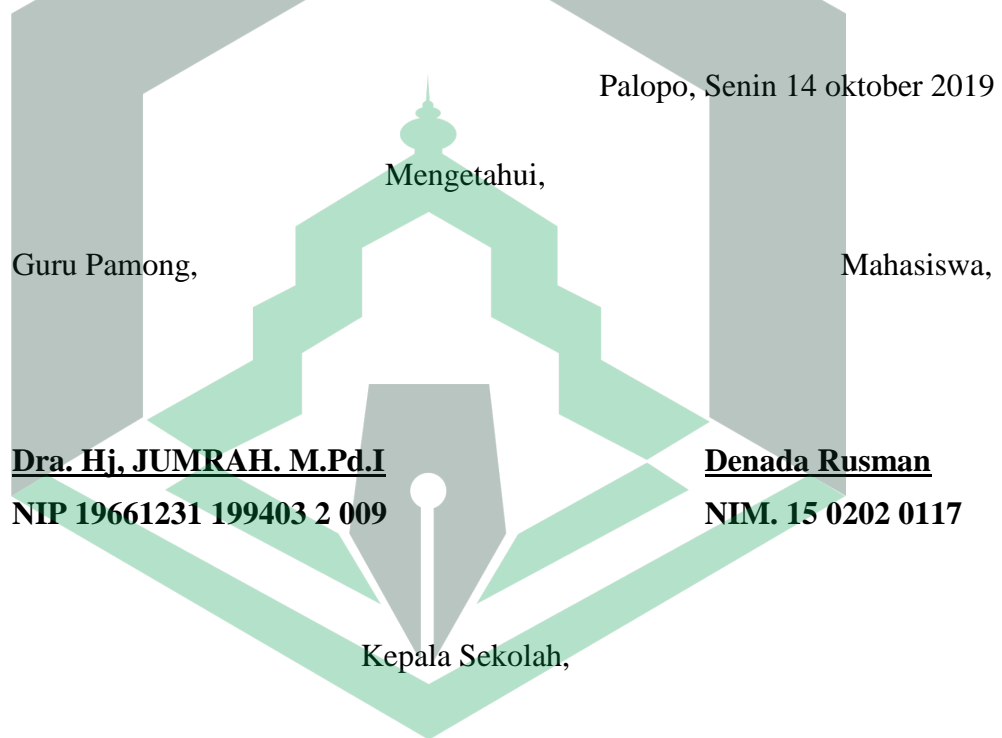 Palopo, Senin 14 oktober 2019
Mengetahui,
Guru Pamong, Mahasiswa,
Dra. Hj, JUMRAH. M.Pd.I Denada Rusman
NIP 19661231 199403 2 009 NIM. 15 0202 0117
Kepala Sekolah,